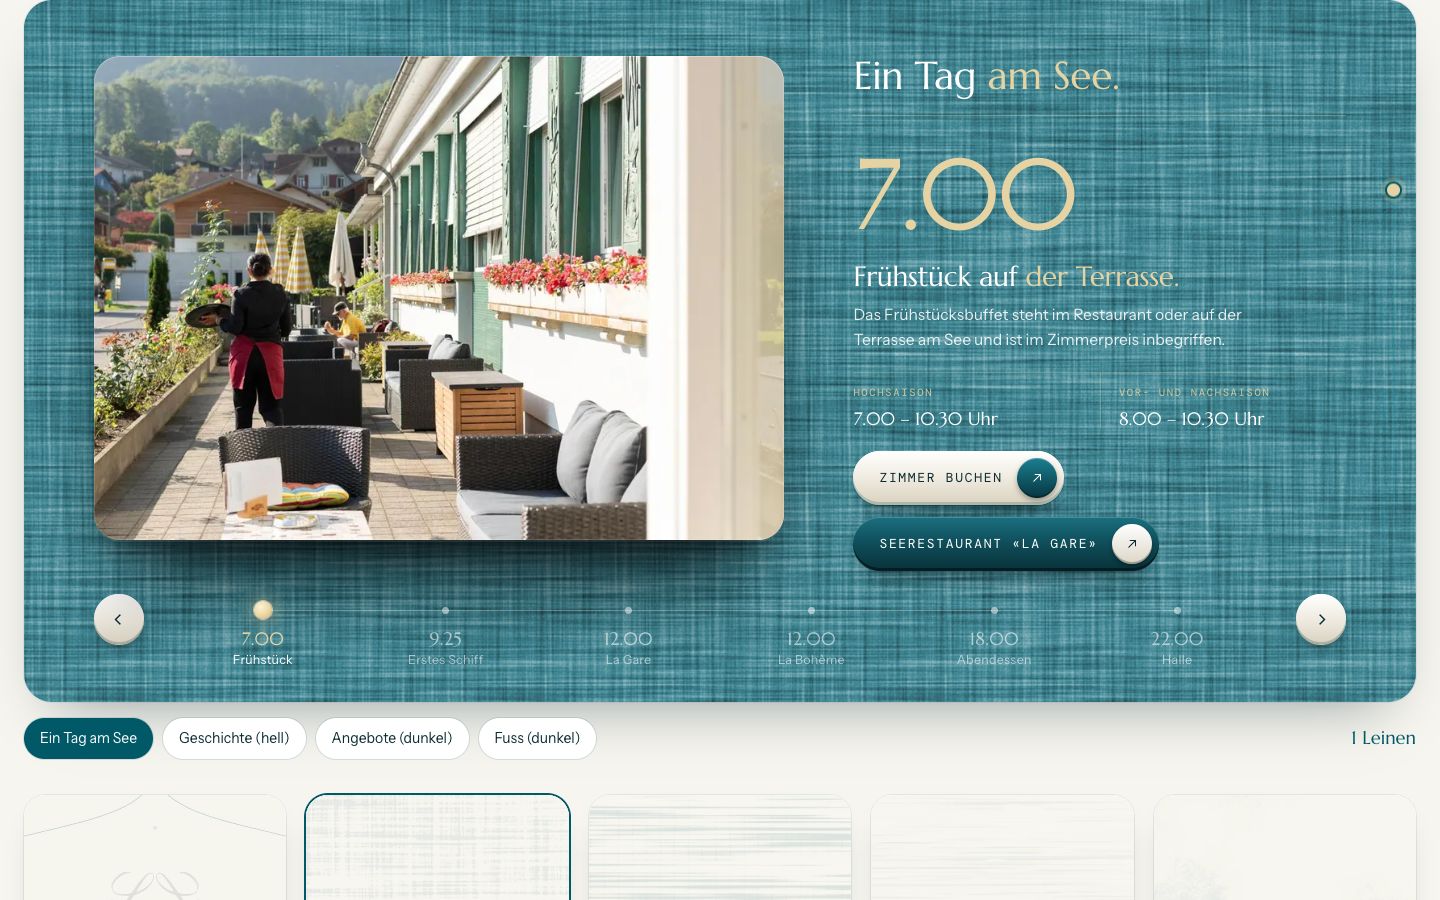 Ein Tag am See.
7.00
Frühstück auf der Terrasse.
Das Frühstücksbuffet steht im Restaurant oder auf der
Terrasse am See und ist im Zimmerpreis inbegriffen.
HOCHSAISON
VOR- UND NACHSAISON
7.00 – 10.30 Uhr
8.00 – 10.30 Uhr
ZIMMER BUCHEN
SEERESTAURANT «LA GARE»
7.00
Frühstück
9.25
Erstes Schiff
12.00
La Gare
12.00
La Bohème
18.00
Abendessen
22.00
Halle
Ein Tag am See
Geschichte (hell)
Angebote (dunkel)
Fuss (dunkel)
1 Leinen